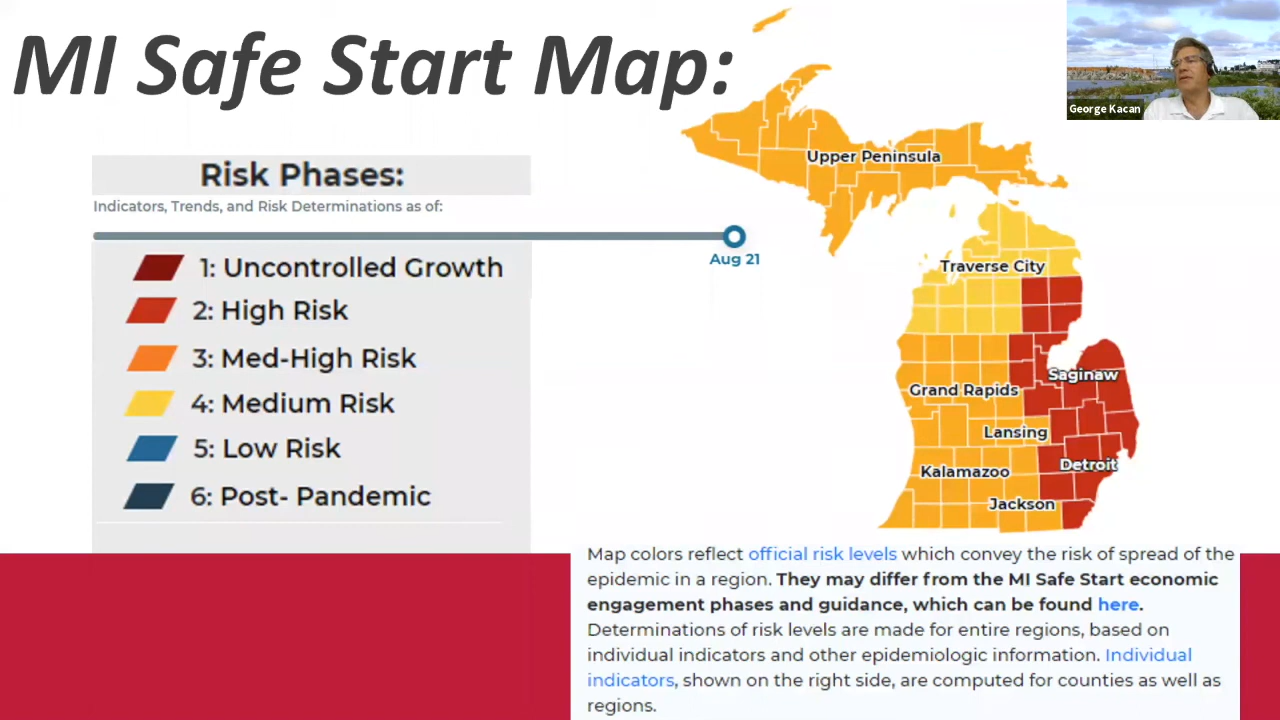 MI Safe Start Map:
George Kacan
Risk Phases:
Indicators, Trends, and Risk Determinations as of:
Aug 21
1: Uncontrolled Growth
2: High Risk
3: Med-High Risk
4: Medium Risk
5: Low Risk
6: Post- Pandemic
Upper Peninsula
Traverse City
Saginaw
Grand Rapids
Lansing
Detroit
Kalamazoo
Jackson
Map colors reflect official risk levels which convey the risk of spread of the
epidemic in a region. They may differ from the MI Safe Start economic
engagement phases and guidance, which can be found here.
Determinations of risk levels are made for entire regions, based on
individual indicators and other epidemiologic information. Individual
indicators, shown on the right side, are computed for counties as well as
regions.